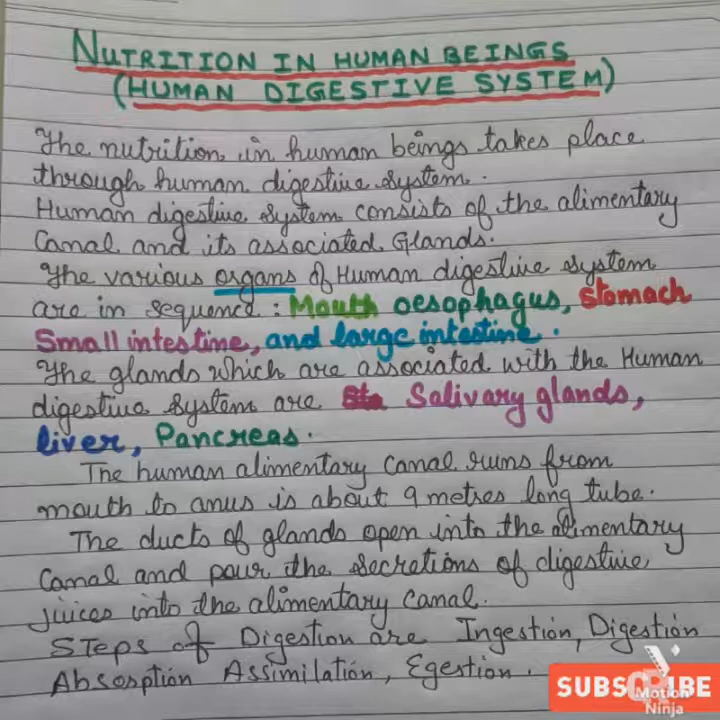 NUTRITION IN HUMAN BEINGS
(HUMAN DIGESTIVE SYSTEM)
The nutrition in human beings takes place
through human digestive system.
Human digestive system consists of the alimentary
Canal and its associated Glands.
The various organs of Human digestive system
are in sequence : Mouth oesophagus, Stomach
Small intestine, and large intestine.
The glands which are associated with the Human
digestive System are Sta Salivary glands,
liver, Pancreas.
The human alimentary Canal runs from
mouth to anus is about 9 metres long tube.
The ducts of glands open into the alimentary
Canal and pour the secretions of digestive
juices into the alimentary canal.
STeps of Digestion are Ingestion, Digestion
Absorption Assimilation, Egestion.
SUBSCRIBE
Motion
Ninja